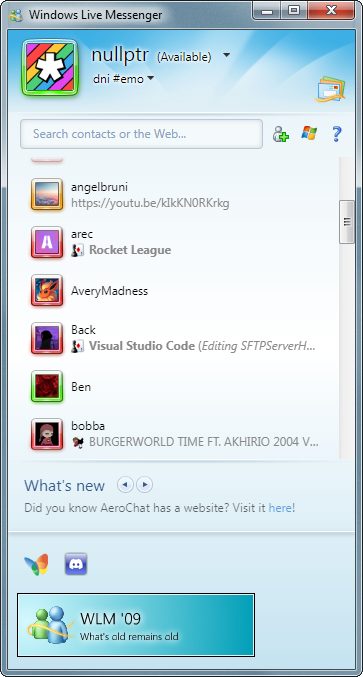 Windows Live Messenger
nullptr (Available)
dni #emo
Search contacts or the Web...
?
angelbruni
https://youtu.be/kIkKN0RKrkg
arec
A
Rocket League
AveryMadness
Back
Visual Studio Code (Editing SFTPServerH...
Ben
bobba
BURGERWORLD TIME FT. AKHIRIO 2004 V...
What's new
Did you know AeroChat has a website? Visit it here!
WLM '09
What's old remains old